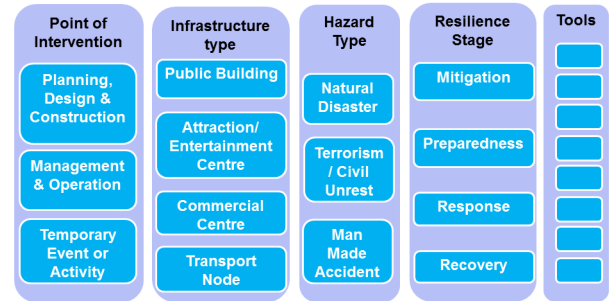 Point of
Intervention
Planning,
Design &
Construction
Management
& Operation
Temporary
Event or
Activity
Infrastructure
type
Public Building
Attraction/
Entertainment
Centre
Commercial
Centre
Transport
Node
Hazard
Type
Natural
Disaster
Terrorism
/ Civil
Unrest
Man
Made
Accident
Resilience
Stage
Mitigation
Preparedness
Response
Recovery
Tools